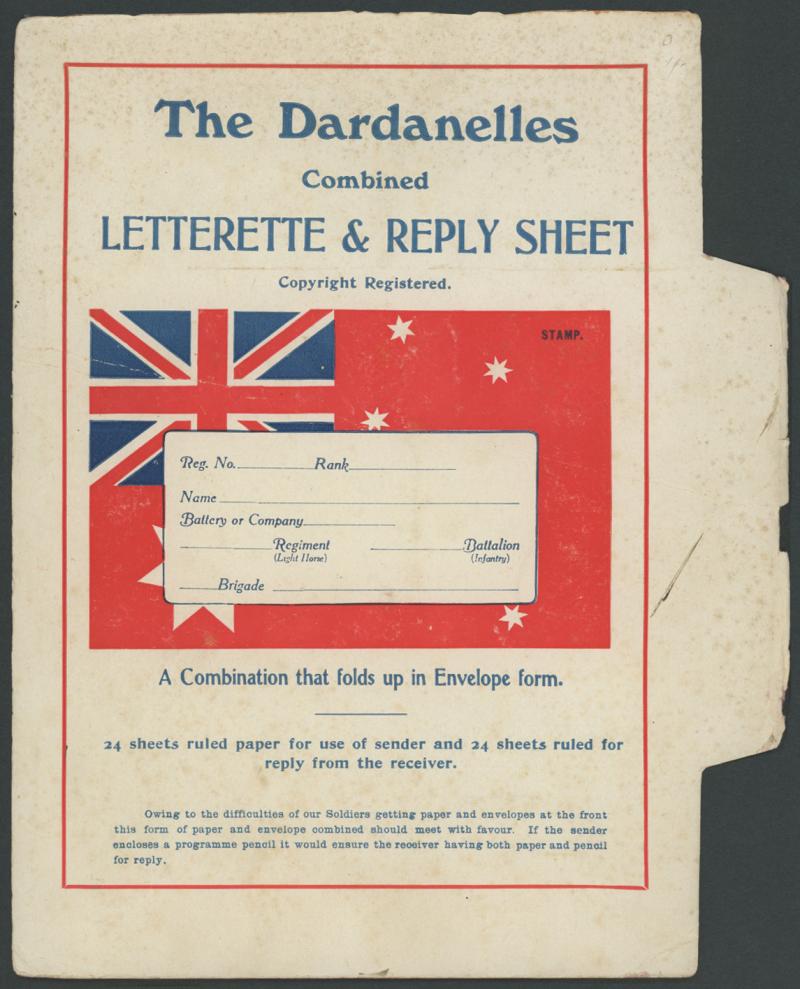 The Dardanelles
Combined
LETTERETTE & REPLY SHEET
Copyright Registered.
STAMP.
Reg. No. Rank
Name
Battery or Company
Regiment Battalion
(Light Horse) (Infantry)
Brigade
A Combination that folds up in Envelope form.
24 sheets ruled paper for use of sender and 24 sheets ruled for
reply from the receiver.
Owing to the difficulties of our Soldiers getting paper and envelopes at the front
this form of paper and envelope combined should meet with favour. If the sender
encloses a programme pencil it would ensure the receiver having both paper and pencil
for reply.